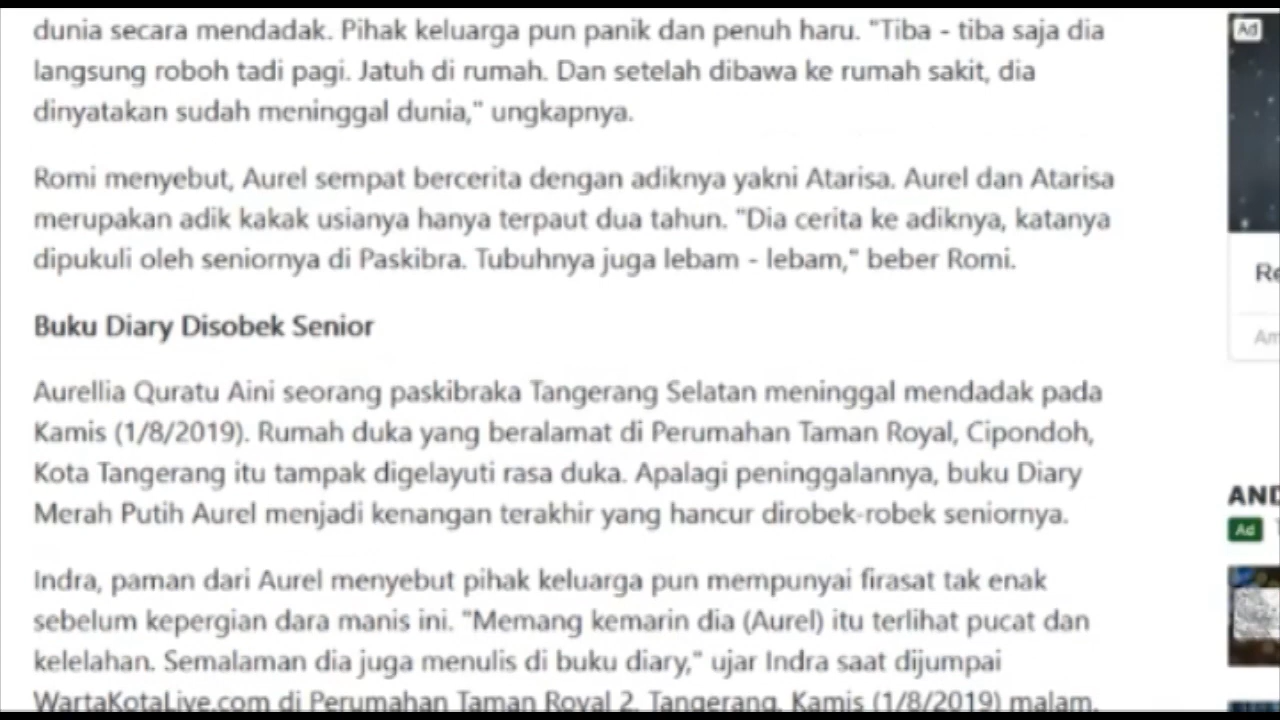 dunia secara mendadak. Pihak keluarga pun panik dan penuh haru. "Tiba - tiba saja dia
langsung roboh tadi pagi. Jatuh di rumah. Dan setelah dibawa ke rumah sakit, dia
dinyatakan sudah meninggal dunia," ungkapnya.
Romi menyebut, Aurel sempat bercerita dengan adiknya yakni Atarisa. Aurel dan Atarisa
merupakan adik kakak usianya hanya terpaut dua tahun. "Dia cerita ke adiknya, katanya
dipukuli oleh seniornya di Paskibra. Tubuhnya juga lebam - lebam," beber Romi.
Buku Diary Disobek Senior
Aurellia Quratu Aini seorang paskibraka Tangerang Selatan meninggal mendadak pada
Kamis (1/8/2019). Rumah duka yang beralamat di Perumahan Taman Royal, Cipondoh,
Kota Tangerang itu tampak digelayuti rasa duka. Apalagi peninggalannya, buku Diary
Merah Putih Aurel menjadi kenangan terakhir yang hancur dirobek-robek seniornya.
Indra, paman dari Aurel menyebut pihak keluarga pun mempunyai firasat tak enak
sebelum kepergian dara manis ini. "Memang kemarin dia (Aurel) itu terlihat pucat dan
kelelahan. Semalaman dia juga menulis di buku diary," ujar Indra saat dijumpai
WartaKotaLive.com di Perumahan Taman Royal 2, Tangerang, Kamis (1/8/2019) malam.
Ad
Re
Am
AND
Ad